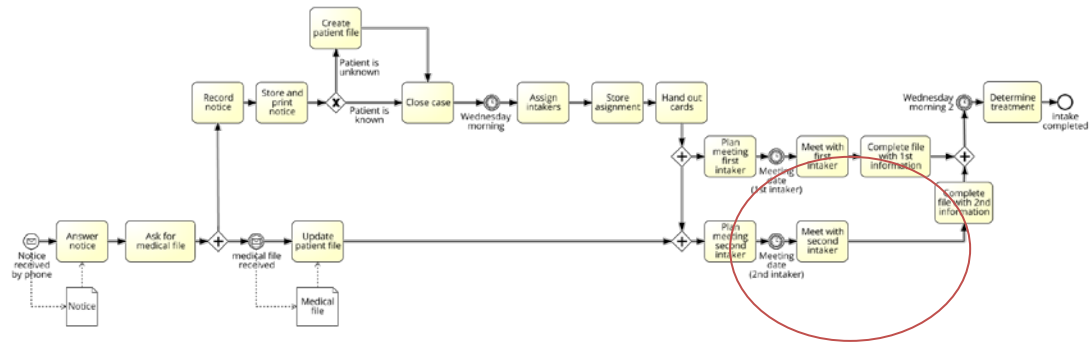 Create
patient file
Patient is
unknown
Record
notice
Store and
print
notice
X
Patient is
known
Close case
Wednesday
morning
Assign
intakers
Store
asignment
Hand out
cards
Wednesday
morning 2
Determine
treatment
Intake
completed
Plan
meeting
first
intaker
Meeting
date
(1st intaker)
Meet with
first
intaker
Complete file
with 1st
information
Complete
file with 2nd
information
Notice
received
by phone
Answer
notice
Ask for
medical file
medical file
received
Update
patient file
Plan
meeting
second
intaker
Meeting
date
(2nd intaker)
Meet with
second
intaker
Notice
Medical
file